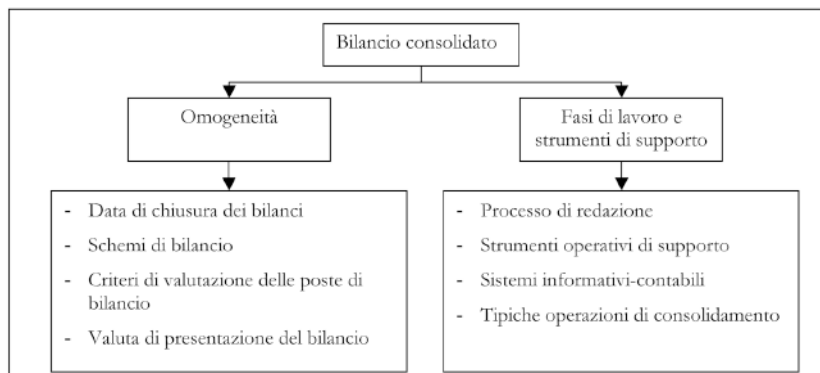 Bilancio consolidato
Omogeneità
Fasi di lavoro e
strumenti di supporto
- Data di chiusura dei bilanci
- Schemi di bilancio
- Criteri di valutazione delle poste di
bilancio
- Valuta di presentazione del bilancio
- Processo di redazione
- Strumenti operativi di supporto
- Sistemi informativi-contabili
- Tipiche operazioni di consolidamento